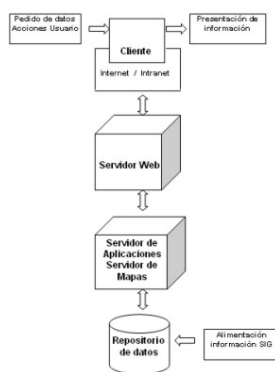 Pedido de datos
Acciones Usuario
Cliente
Presentación de
información
Internet / Intranet
Servidor Web
Servidor de
Aplicaciones
Servidor de
Mapas
Repositorio
de datos
Alimentación
información SIG